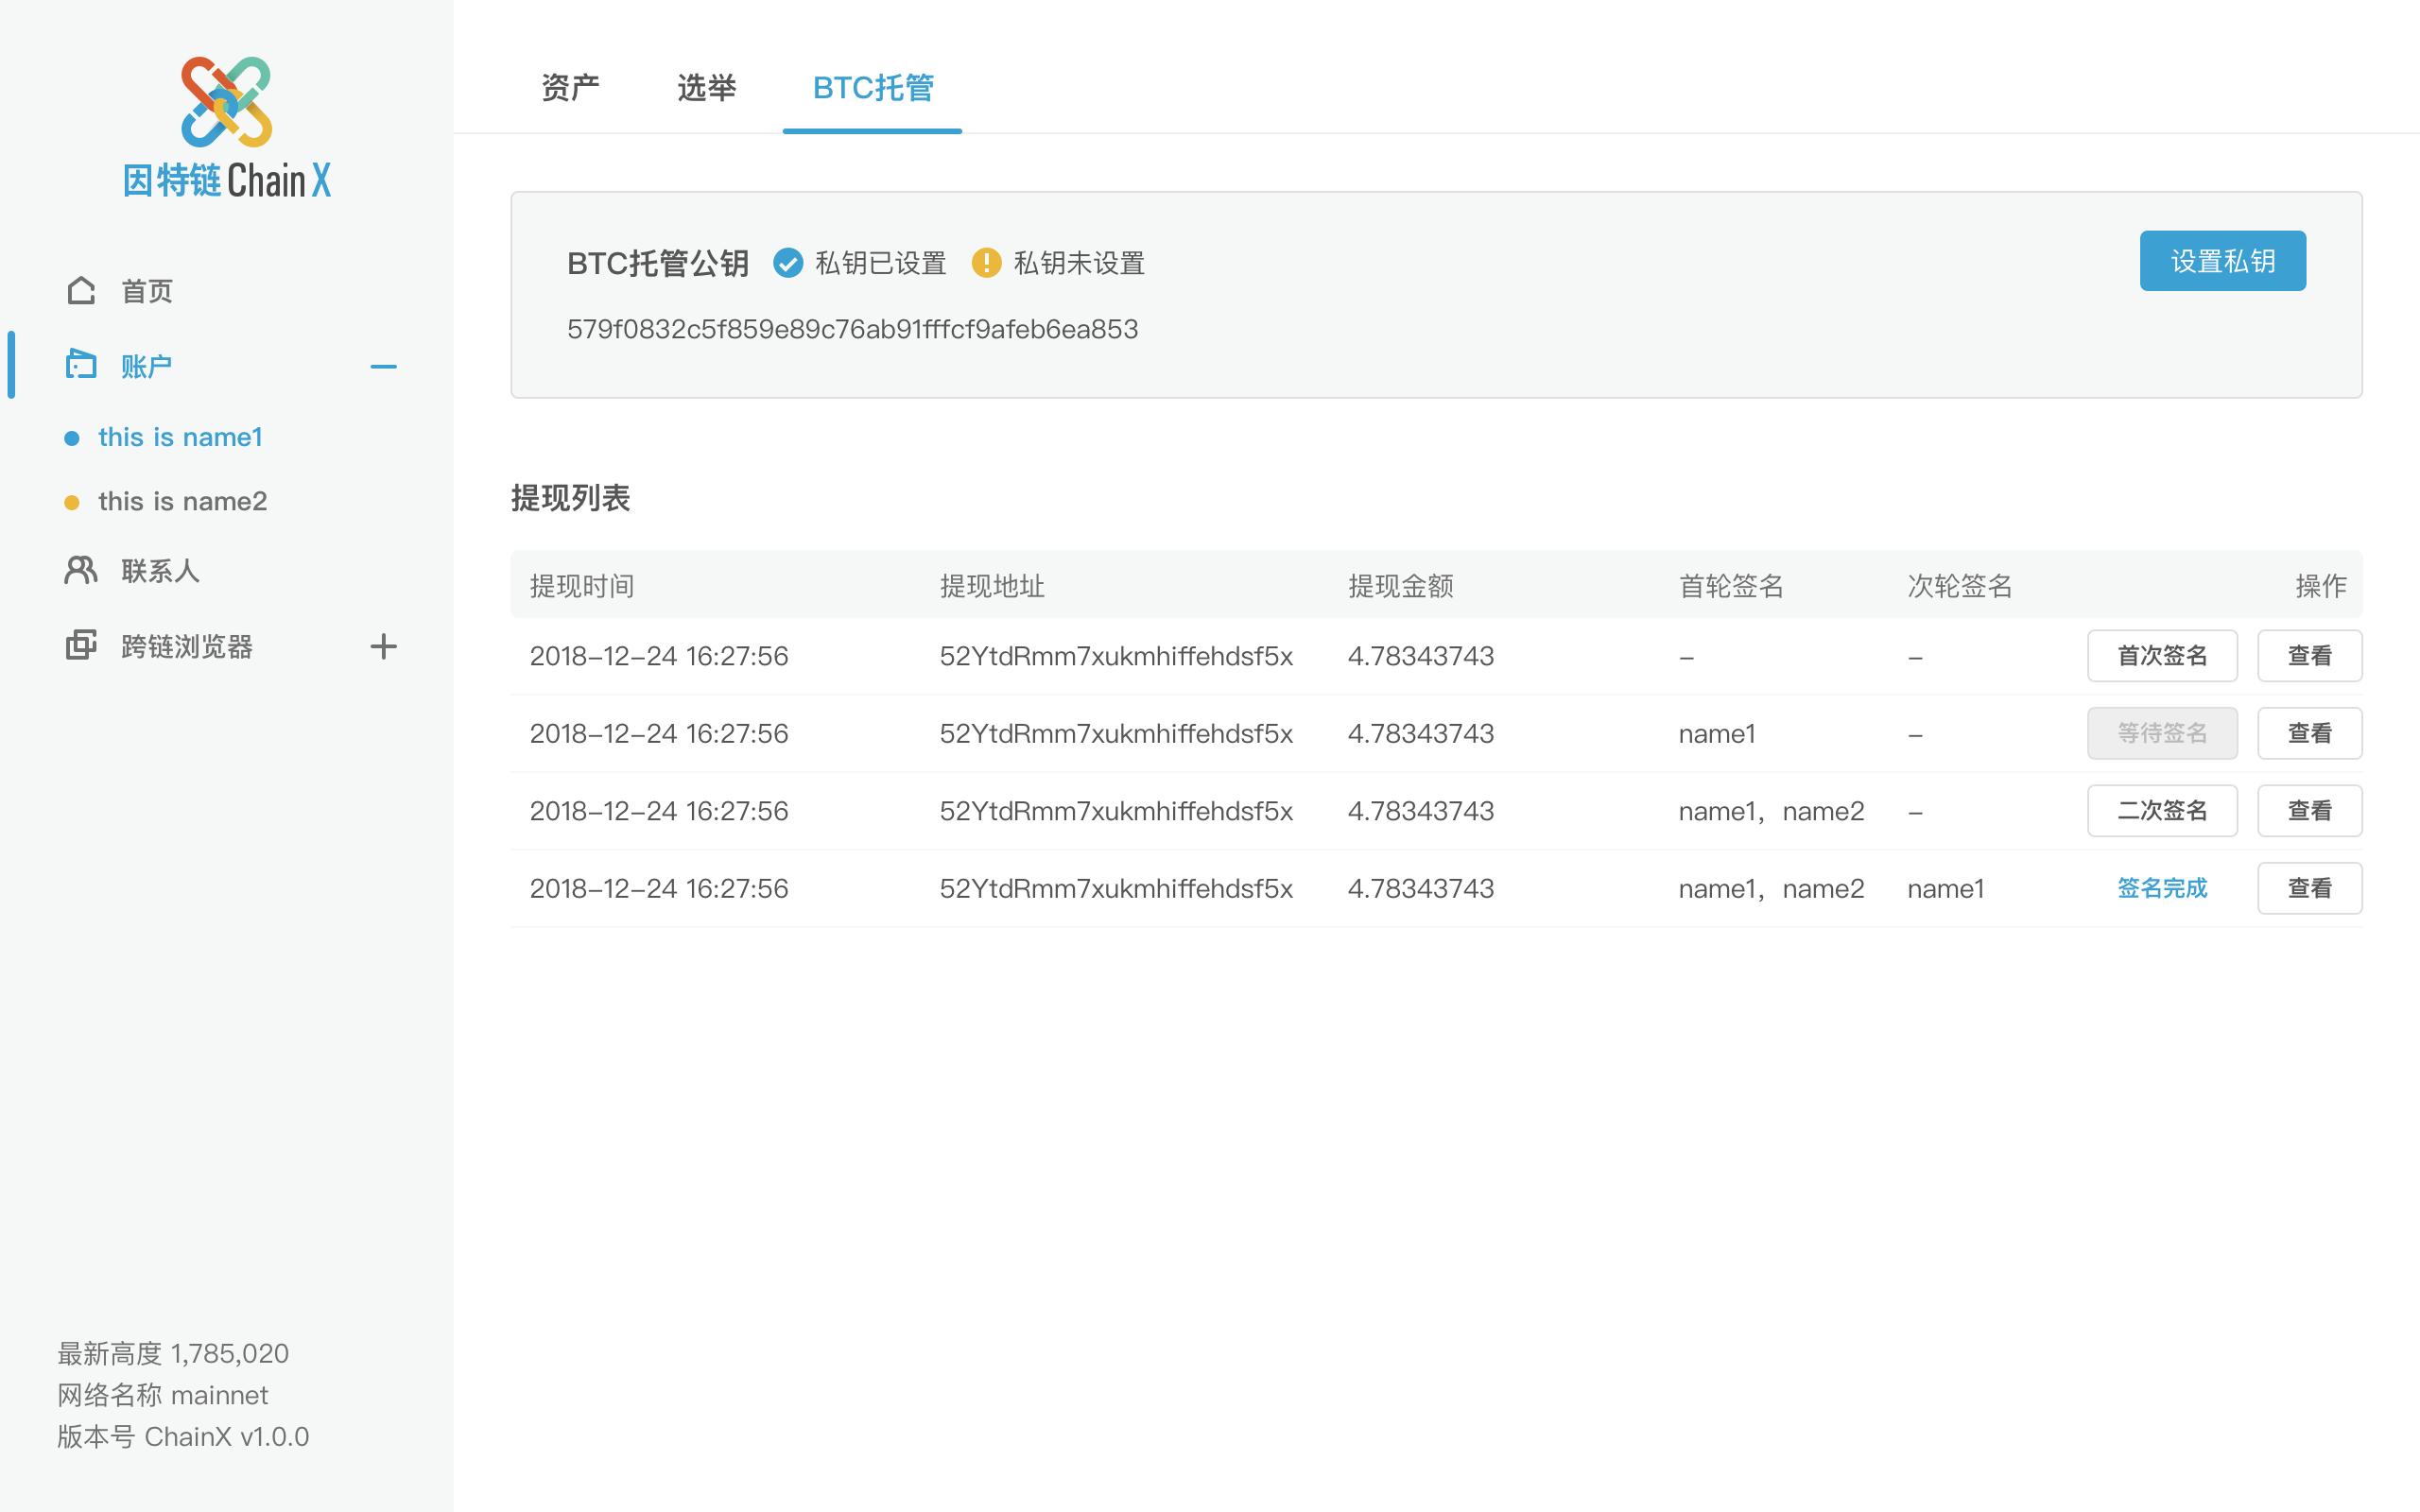 因特链 ChainX
首页
账户
this is name1
this is name2
联系人
跨链浏览器
最新高度 1,785,020
网络名称 mainnet
版本号 ChainX v1.0.0
资产 选举 BTC托管
BTC托管公钥 私钥已设置 私钥未设置 设置私钥
579f0832c5f859e89c76ab91fffcf9afeb6ea853
提现列表
提现时间 提现地址 提现金额 首轮签名 次轮签名 操作
2018-12-24 16:27:56 52YtdRmm7xukmhiffehdsf5x 4.78343743 – – 首次签名 查看
2018-12-24 16:27:56 52YtdRmm7xukmhiffehdsf5x 4.78343743 name1 – 等待签名 查看
2018-12-24 16:27:56 52YtdRmm7xukmhiffehdsf5x 4.78343743 name1，name2 – 二次签名 查看
2018-12-24 16:27:56 52YtdRmm7xukmhiffehdsf5x 4.78343743 name1，name2 name1 签名完成 查看